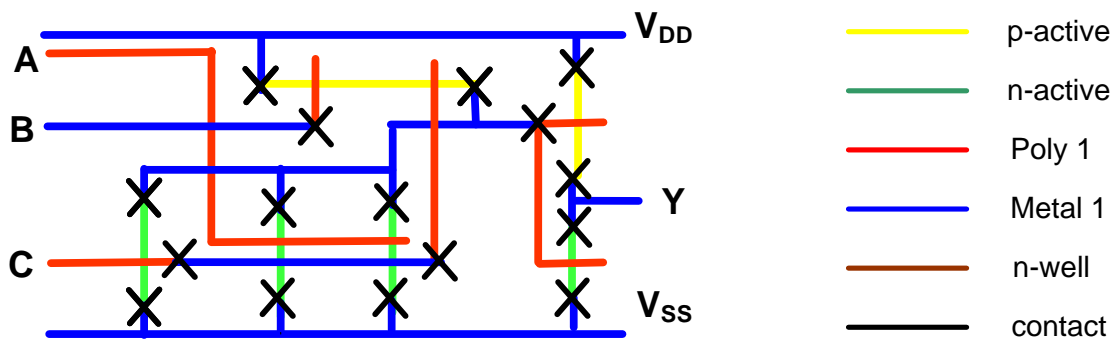 A
B
C
V_DD
Y
V_SS
p-active
n-active
Poly 1
Metal 1
n-well
contact